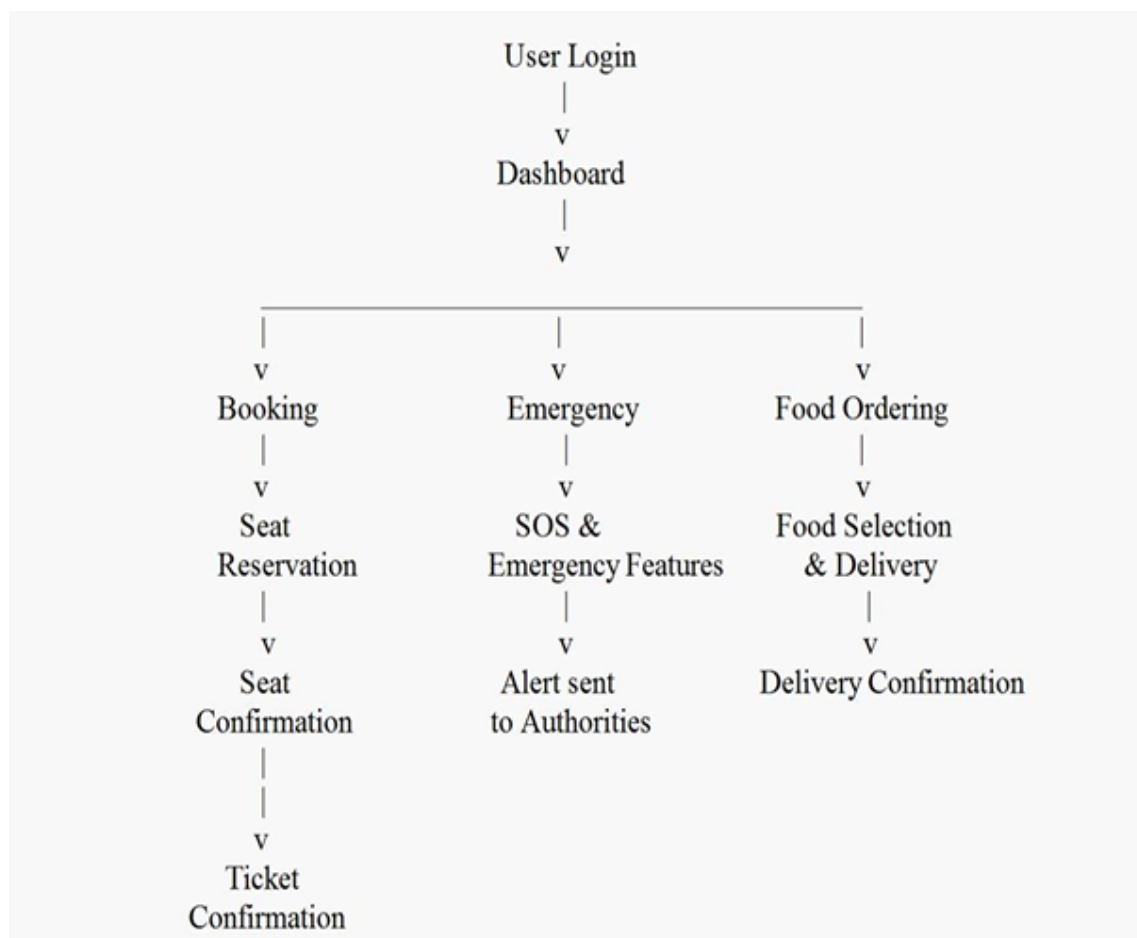 User Login
|
v
Dashboard
|
v
| | |
v v v
Booking Emergency Food Ordering
| | |
v v v
Seat SOS & Food Selection
Reservation Emergency Features & Delivery
| | |
v v v
Seat Alert sent Delivery Confirmation
Confirmation to Authorities
|
|
v
Ticket
Confirmation